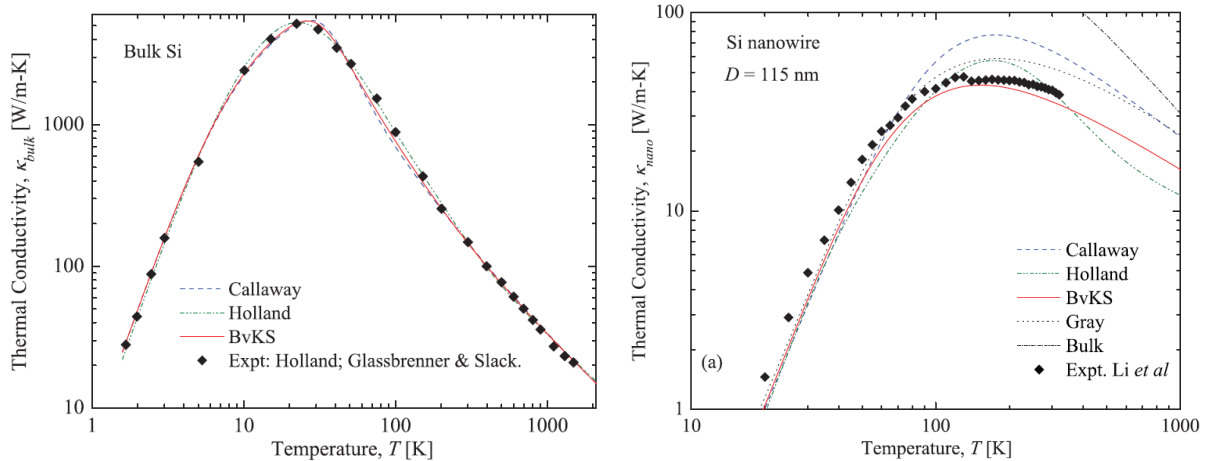 Bulk Si
Thermal Conductivity, κbulk [W/m-K]
1000
100
10
Callaway
Holland
BvKS
Expt: Holland; Glassbrenner & Slack.
1
10
100
1000
Temperature, T [K]
Si nanowire
D = 115 nm
Thermal Conductivity, κnano [W/m-K]
100
10
1
Callaway
Holland
BvKS
Gray
Bulk
Expt. Li et al
(a)
10
100
1000
Temperature, T [K]